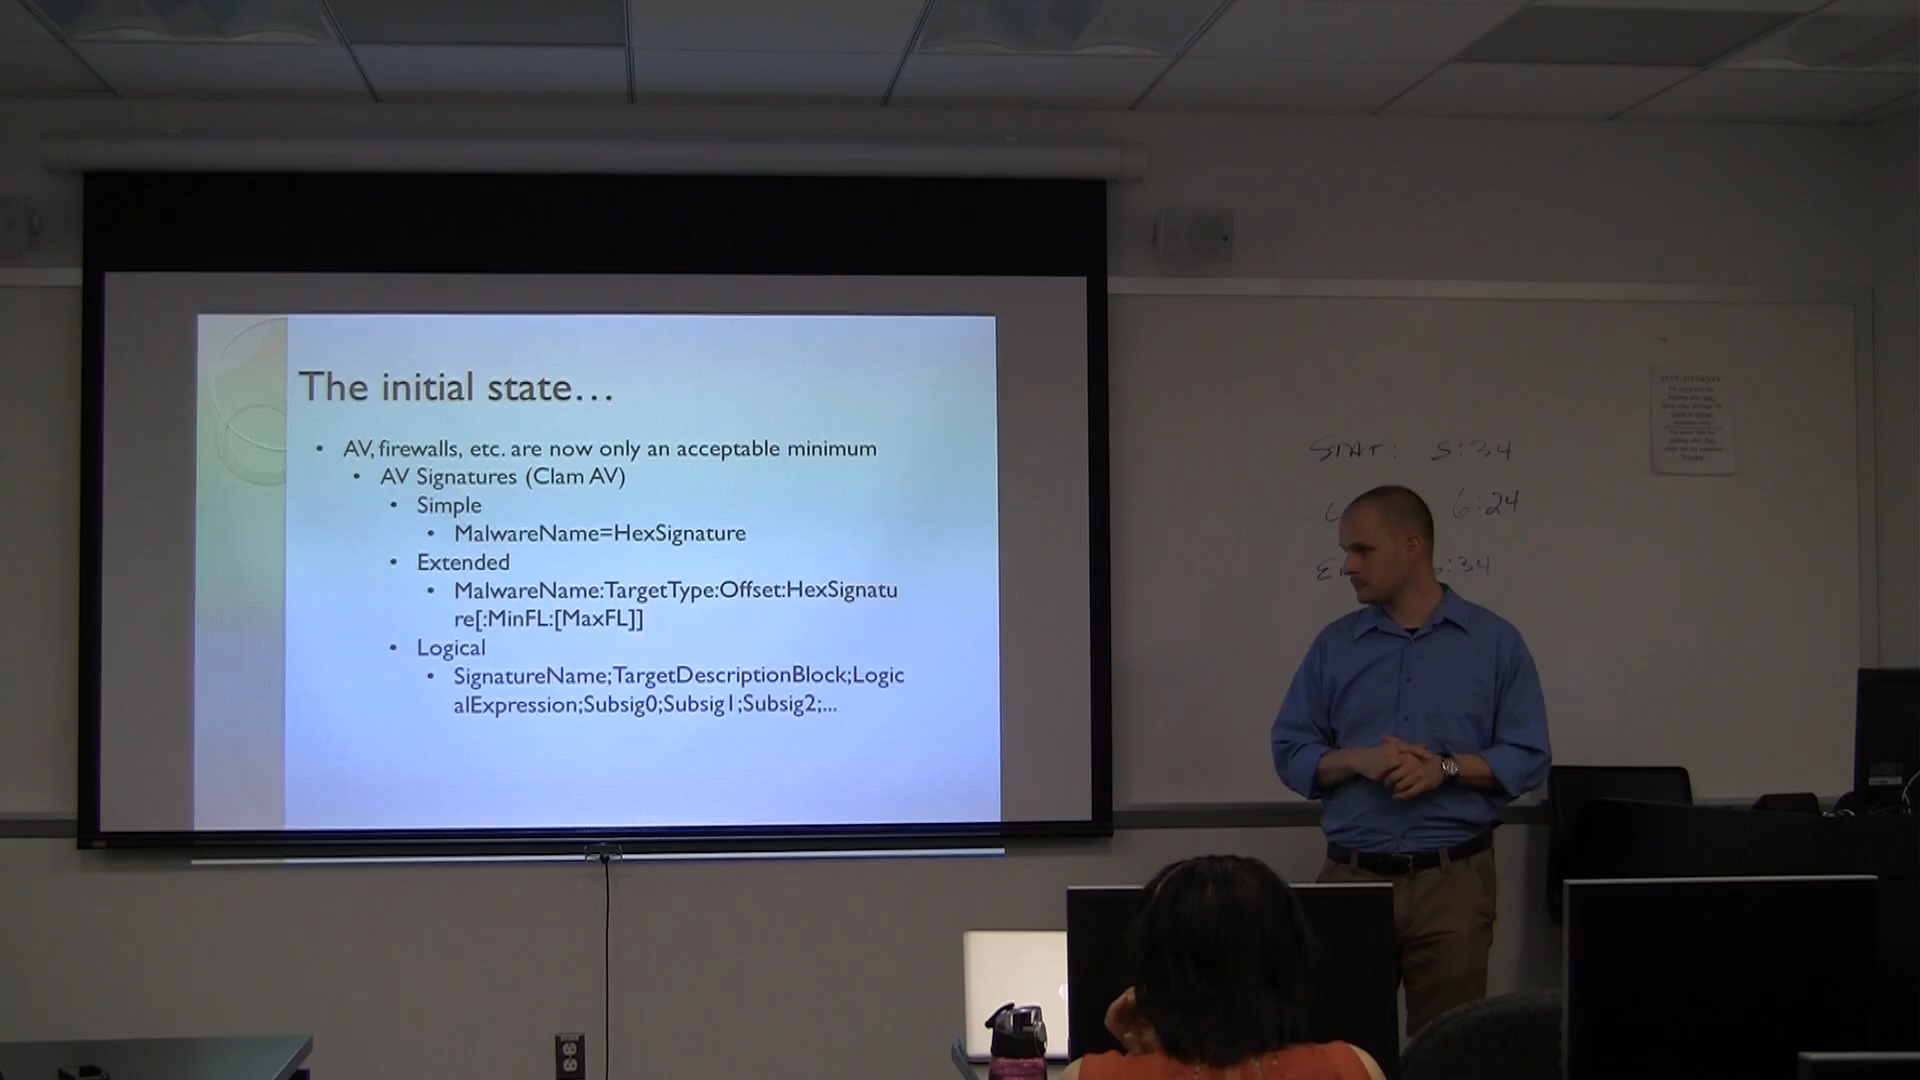 The initial state…
• AV, firewalls, etc. are now only an acceptable minimum
• AV Signatures (Clam AV)
• Simple
• MalwareName=HexSignature
• Extended
• MalwareName:TargetType:Offset:HexSignatu
re[:MinFL:[MaxFL]]
• Logical
• SignatureName;TargetDescriptionBlock;Logic
alExpression;Subsig0;Subsig1;Subsig2;...
START: 5:34
6:24
:34